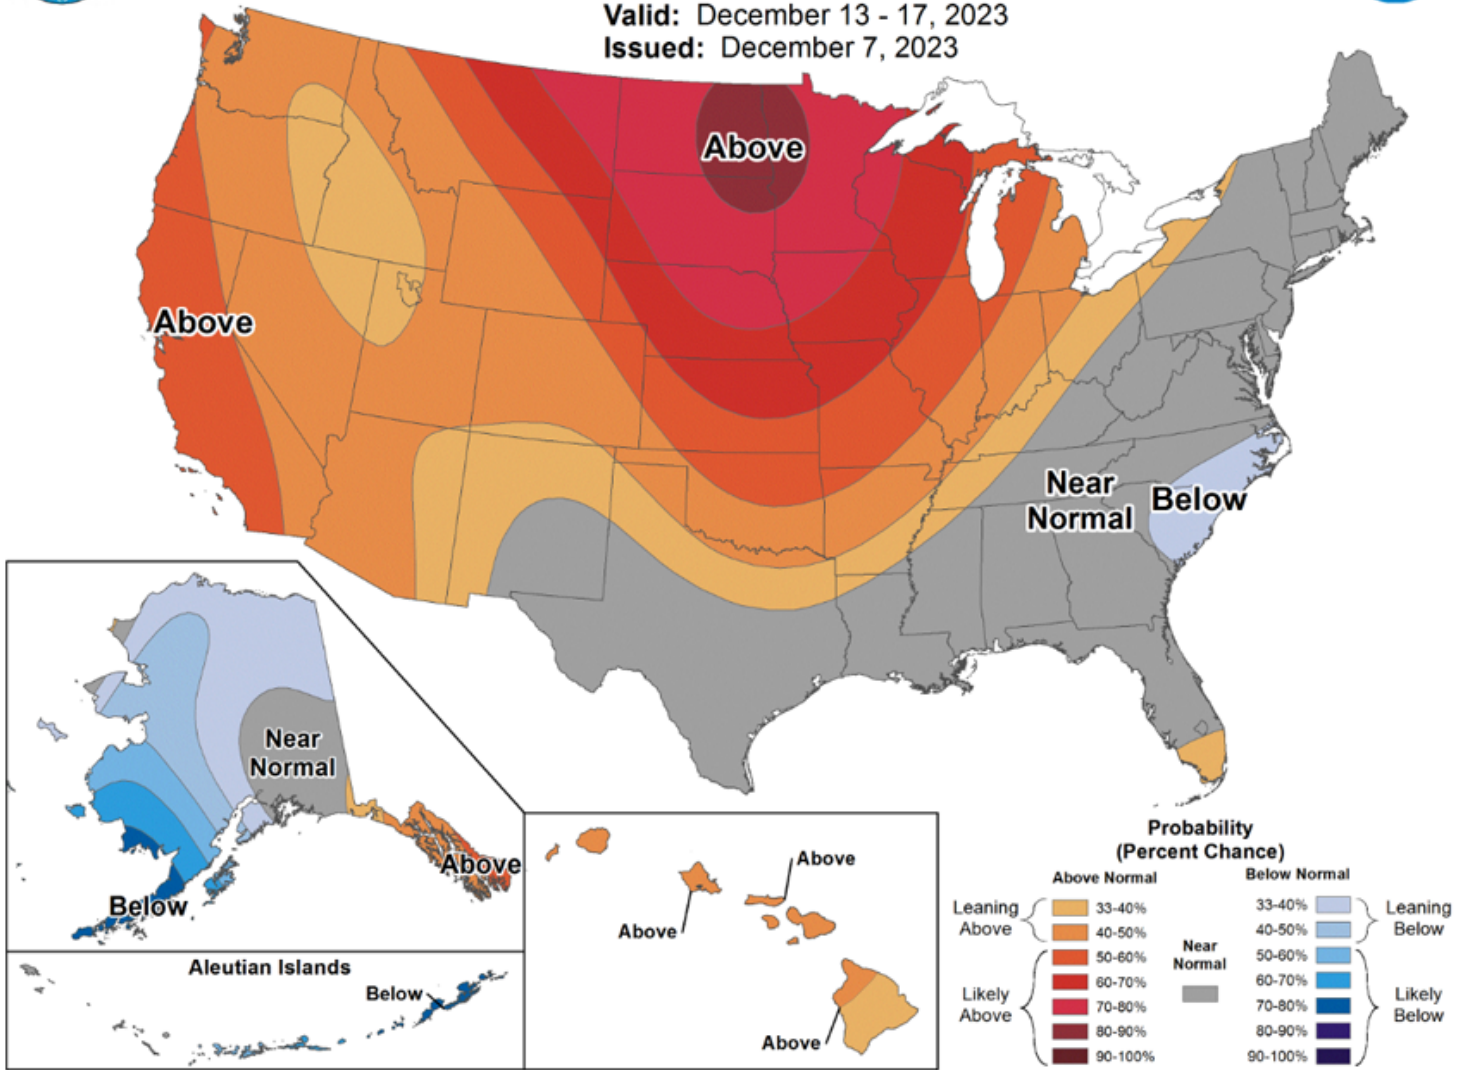 Valid: December 13 - 17, 2023
Issued: December 7, 2023
Above
Above
Near
Normal
Below
Near
Normal
Above
Below
Aleutian Islands
Below
Above
Above
Above
Probability
(Percent Chance)
Above Normal
Below Normal
Leaning
Above
33-40%
40-50%
Likely
Above
50-60%
60-70%
70-80%
80-90%
90-100%
Near
Normal
33-40%
40-50%
Leaning
Below
50-60%
60-70%
70-80%
80-90%
90-100%
Likely
Below